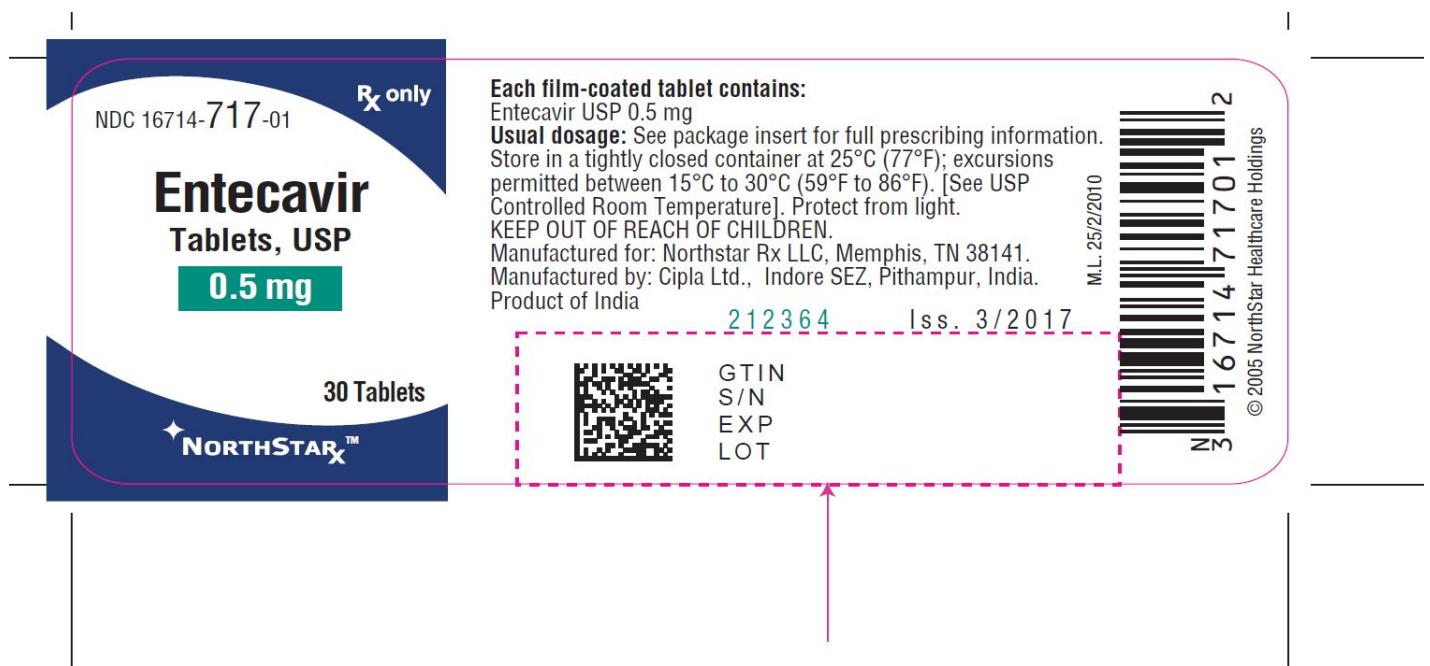 NDC 16714-717-01
Rx only
Entecavir
Tablets, USP
0.5 mg
30 Tablets
NORTHSTARx™
Each film-coated tablet contains:
Entecavir USP 0.5 mg
Usual dosage: See package insert for full prescribing information.
Store in a tightly closed container at 25°C (77°F); excursions
permitted between 15°C to 30°C (59°F to 86°F). [See USP
Controlled Room Temperature]. Protect from light.
KEEP OUT OF REACH OF CHILDREN.
Manufactured for: Northstar Rx LLC, Memphis, TN 38141.
Manufactured by: Cipla Ltd., Indore SEZ, Pithampur, India.
Product of India
212364 Iss. 3/2017
GTIN
S/N
EXP
LOT
M.L. 25/2/2010
N3 16714 71701 2
© 2005 NorthStar Healthcare Holdings